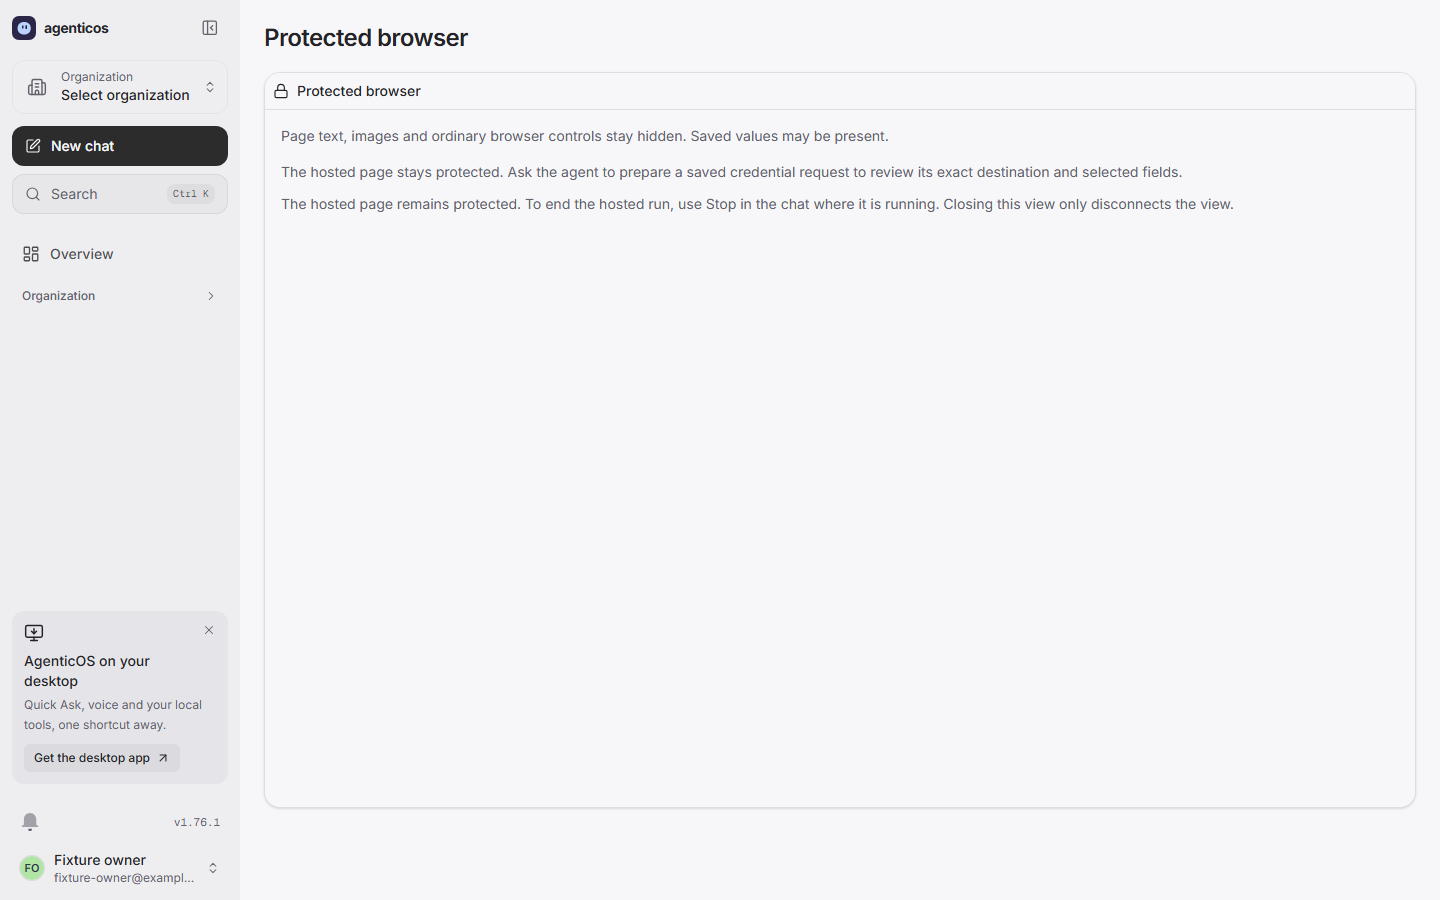 agenticos
Organization
Select organization
New chat
Search
Ctrl K
Overview
Organization
AgenticOS on your
desktop
Quick Ask, voice and your local
tools, one shortcut away.
Get the desktop app
v1.76.1
FO
Fixture owner
fixture-owner@exampl...
Protected browser
Protected browser
Page text, images and ordinary browser controls stay hidden. Saved values may be present.
The hosted page stays protected. Ask the agent to prepare a saved credential request to review its exact destination and selected fields.
The hosted page remains protected. To end the hosted run, use Stop in the chat where it is running. Closing this view only disconnects the view.